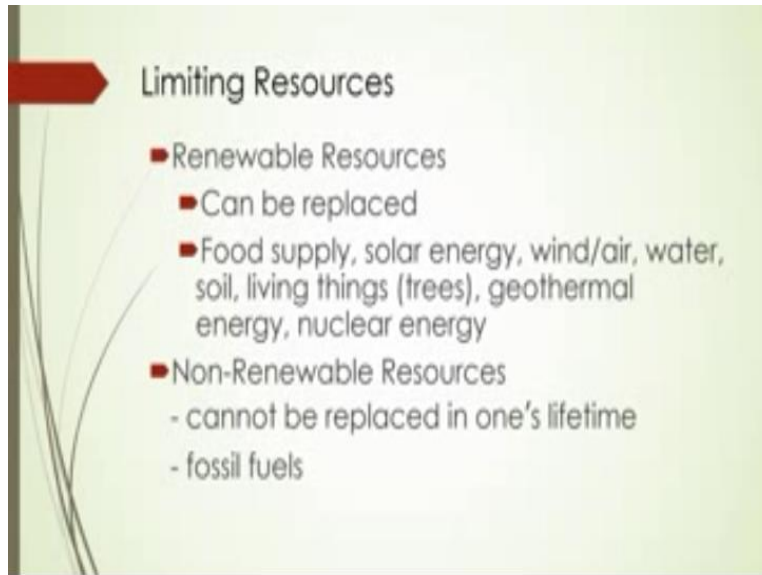 Limiting Resources
Renewable Resources
Can be replaced
Food supply, solar energy, wind/air, water,
soil, living things (trees), geothermal
energy, nuclear energy
Non-Renewable Resources
- cannot be replaced in one's lifetime
- fossil fuels